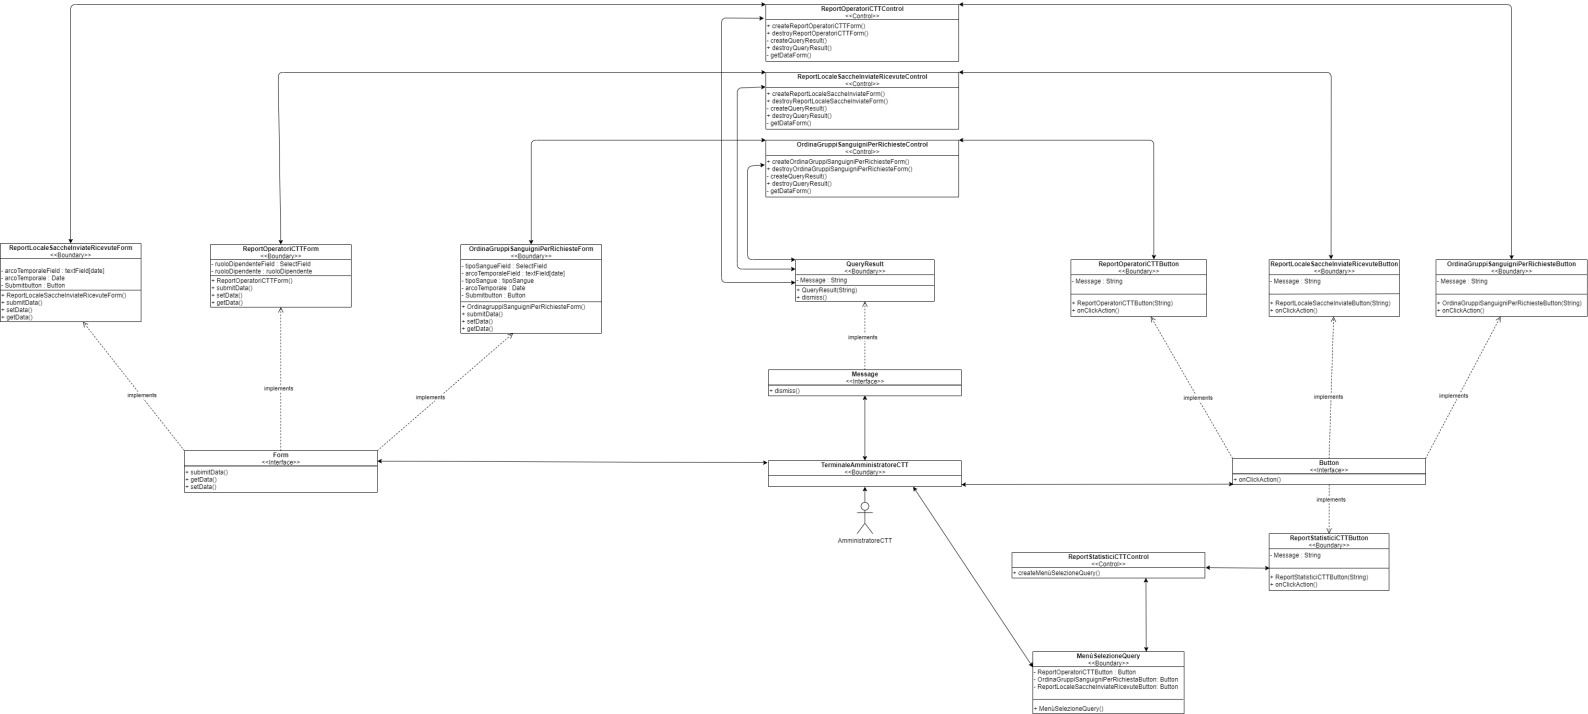 ReportOperatoriCTTControl
<<Control>>
+ createReportOperatoriCTTForm()
+ destroyReportOperatoriCTTForm()
- createQueryResult()
+ destroyQueryResult()
- getDataForm()
ReportLocaleSaccheInviateRicevuteControl
<<Control>>
+ createReportLocaleSaccheInviateForm()
+ destroyReportLocaleSaccheInviateForm()
- createQueryResult()
+ destroyQueryResult()
- getDataForm()
OrdinaGruppiSanguigniPerRichiesteControl
<<Control>>
+ createOrdinaGruppiSanguigniPerRichiesteForm()
+ destroyOrdinaGruppiSanguigniPerRichiesteForm()
- createQueryResult()
+ destroyQueryResult()
- getDataForm()
ReportLocaleSaccheInviateRicevuteForm
<<Boundary>>
- arcoTemporaleField : textField[date]
- arcoTemporale : Date
- Submitbutton : Button
+ ReportLocaleSaccheInviateRicevuteForm()
+ submitData()
+ setData()
+ getData()
ReportOperatoriCTTForm
<<Boundary>>
- ruoloDipendenteField : SelectField
- ruoloDipendente : ruoloDipendente
+ ReportOperatoriCTTForm()
+ submitData()
+ setData()
+ getData()
OrdinaGruppiSanguigniPerRichiesteForm
<<Boundary>>
- tipoSangueField : SelectField
- arcoTemporaleField : textField[date]
- tipoSangue : tipoSangue
- arcoTemporale : Date
- Submitbutton : Button
+ OrdinagruppiSanguigniPerRichiesteForm()
+ submitData()
+ setData()
+ getData()
QueryResult
<<Boundary>>
- Message : String
+ QueryResult(String)
+ dismiss()
ReportOperatoriCTTButton
<<Boundary>>
- Message : String
+ ReportOperatoriCTTButton(String)
+ onClickAction()
ReportLocaleSaccheInviateRicevuteButton
<<Boundary>>
- Message : String
+ ReportLocaleSaccheInviateButton(String)
+ onClickAction()
OrdinaGruppiSanguigniPerRichiesteButton
<<Boundary>>
- Message : String
+ OrdinaGruppiSanguigniPerRichiesteButton(String)
+ onClickAction()
implements
implements
implements
implements
implements
implements
implements
Message
<<Interface>>
+ dismiss()
Form
<<Interface>>
+ subimitData()
+ getData()
+ setData()
TerminaleAmministratoreCTT
<<Boundary>>
Button
<<Interface>>
+ onClickAction()
implements
AmministratoreCTT
ReportStatisticiCTTButton
<<Boundary>>
- Message : String
+ ReportStatisticiCTTButton(String)
+ onClickAction()
ReportStatisticiCTTControl
<<Control>>
+ createMenùSelezioneQuery()
MenùSelezioneQuery
<<Boundary>>
- ReportOperatoriCTTButton : Button
- OrdinaGruppiSanguigniPerRichiestaButton: Button
- ReportLocaleSaccheInviateRicevuteButton: Button
+ MenùSelezioneQuery()